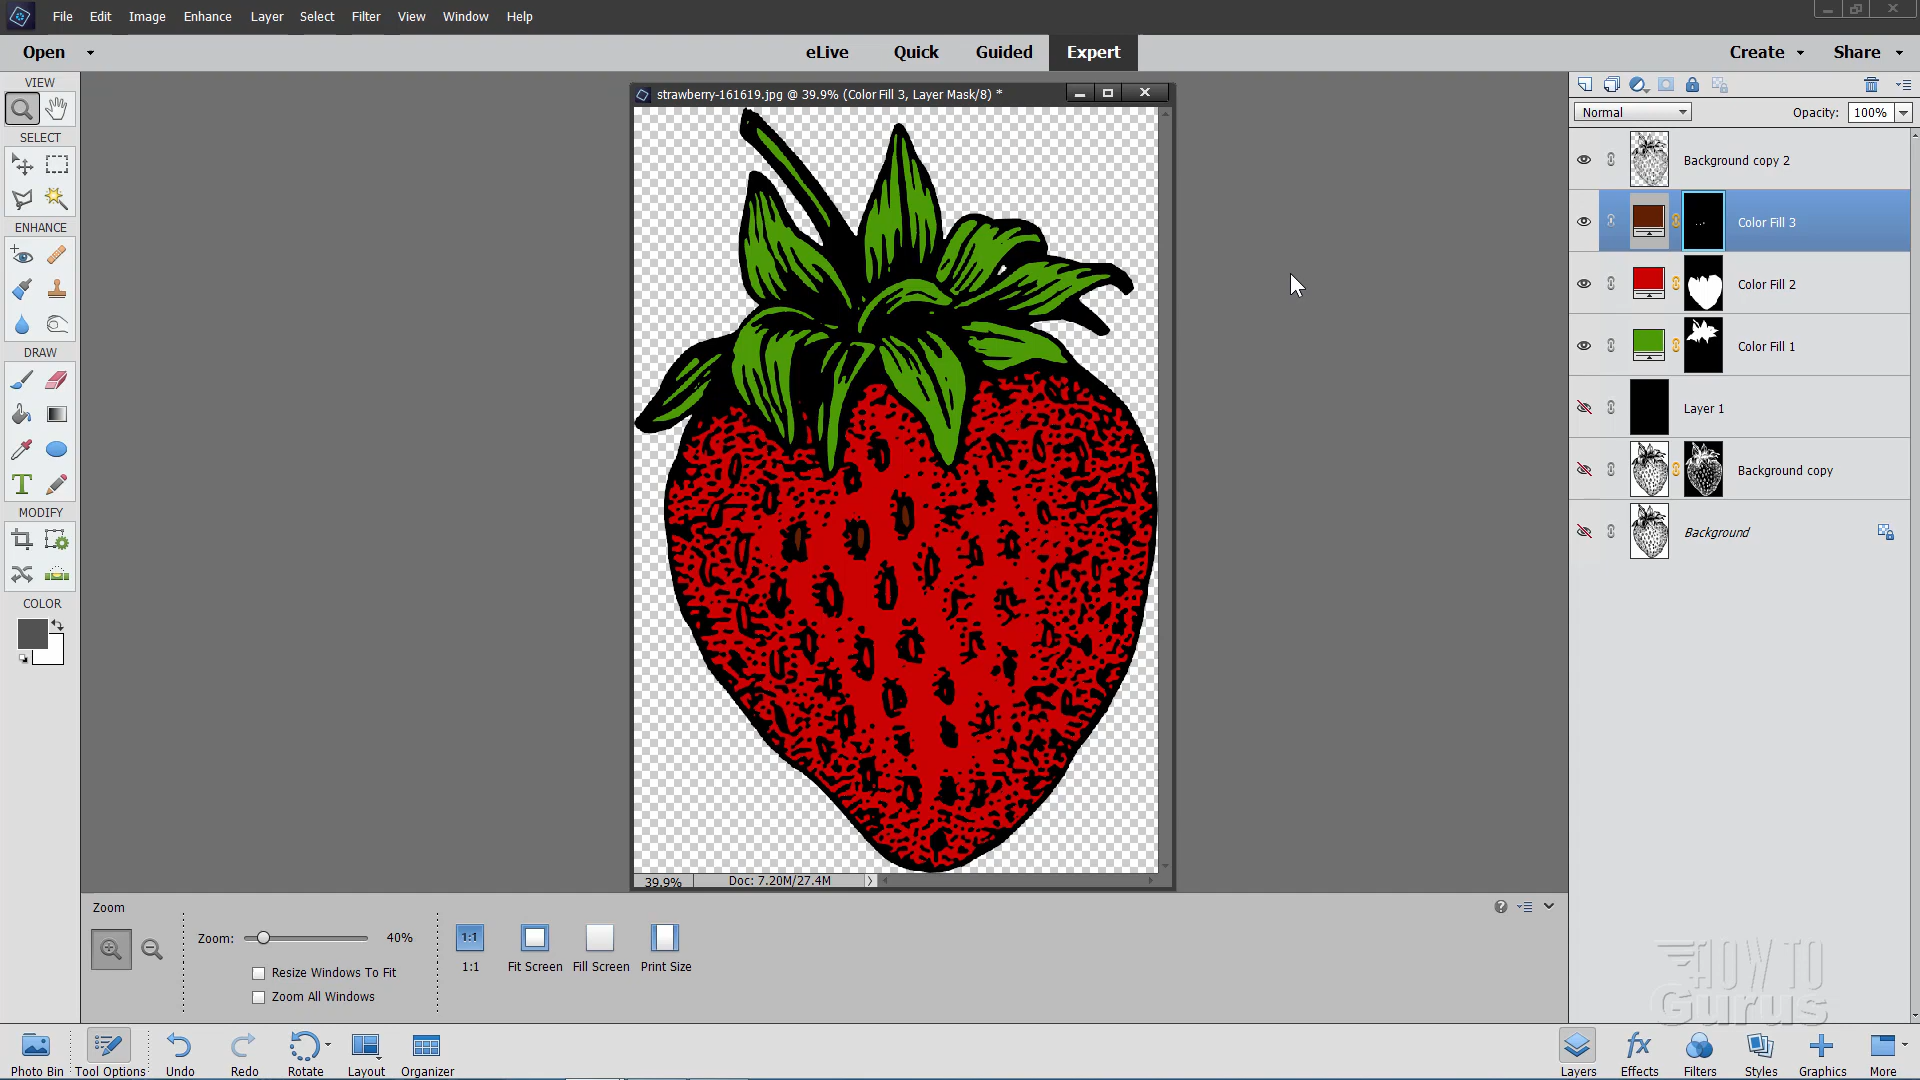 File Edit Image Enhance Layer Select Filter View Window Help
Open eLive Quick Guided Expert Create Share
VIEW
SELECT
ENHANCE
DRAW
T
MODIFY
COLOR
strawberry-161619.jpg @ 39.9% (Color Fill 3, Layer Mask/8) *
39.9% Doc: 7.20M/27.4M
Normal Opacity: 100%
Background copy 2
Color Fill 3
Color Fill 2
Color Fill 1
Layer 1
Background copy
Background
Zoom
Zoom: 40%
Resize Windows To Fit
Zoom All Windows
1:1
1:1 Fit Screen Fill Screen Print Size
HOW TO
Gurus
Photo Bin Tool Options Undo Redo Rotate Layout Organizer
fx
Layers Effects Filters Styles Graphics More